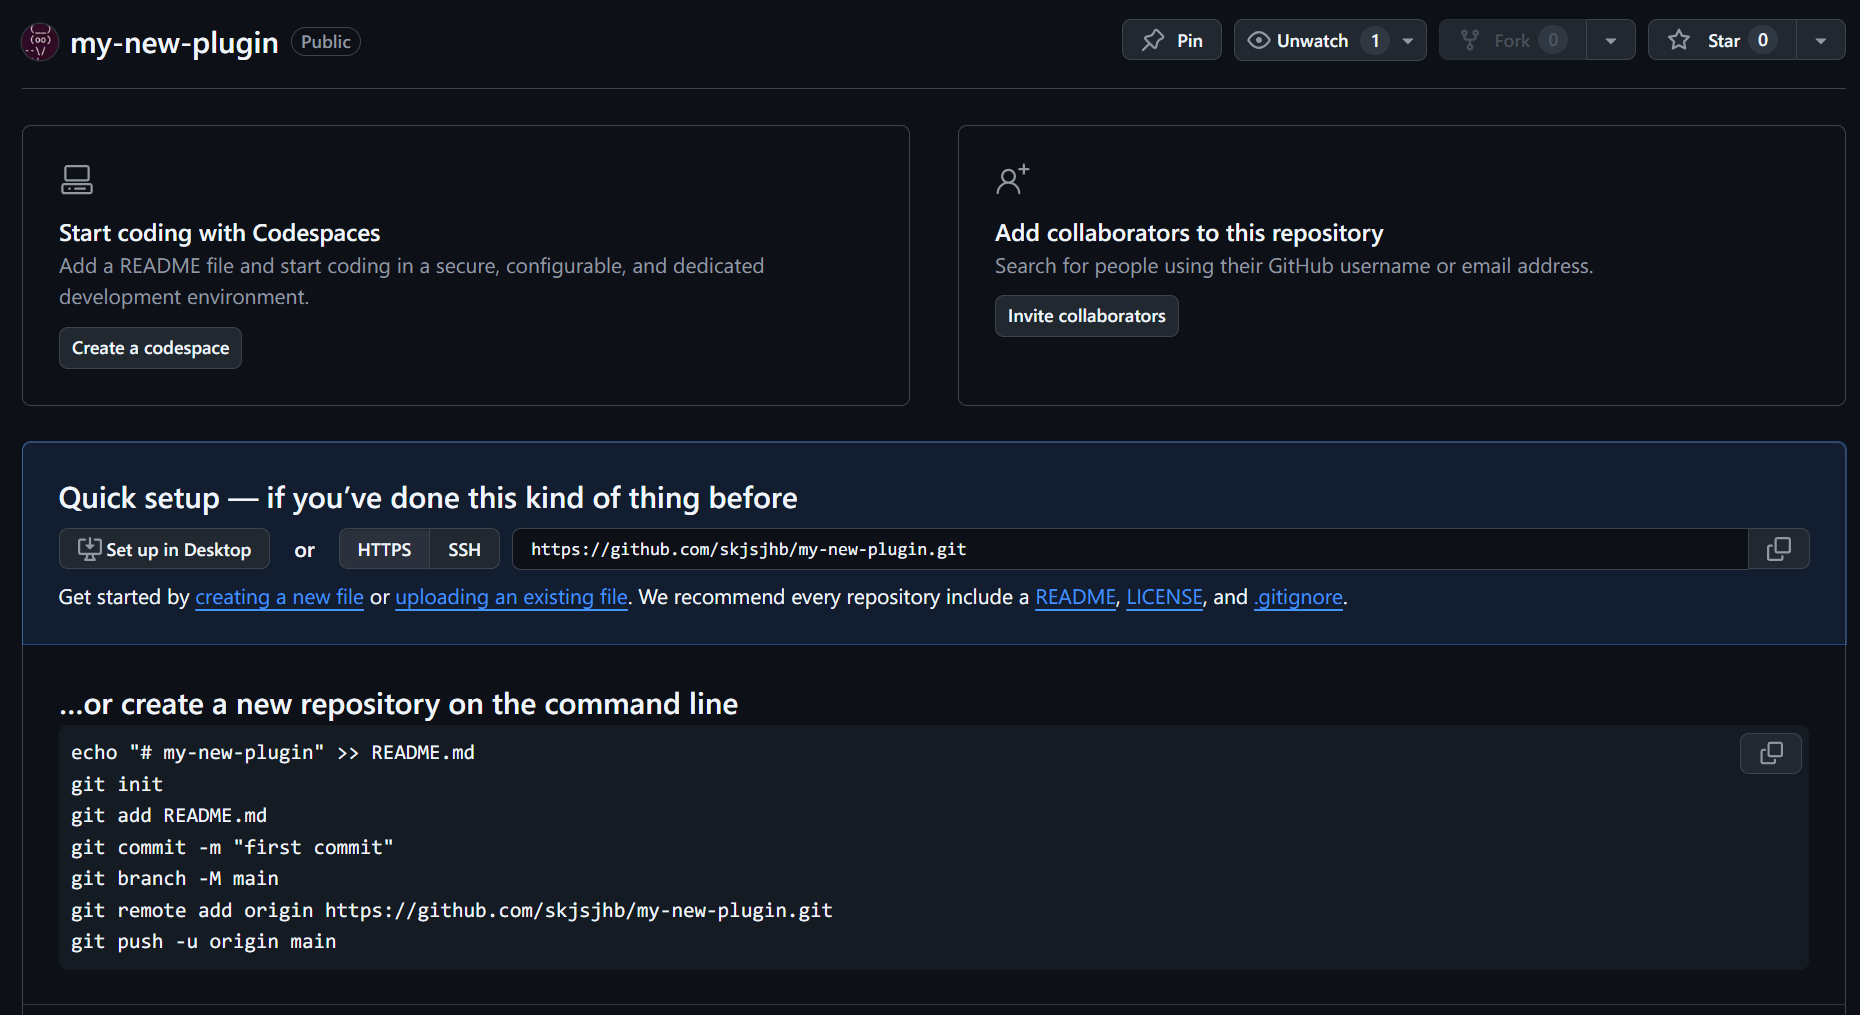 my-new-plugin Public Pin Unwatch 1 Fork 0 Star 0
Start coding with Codespaces
Add a README file and start coding in a secure, configurable, and dedicated
development environment.
Create a codespace
Add collaborators to this repository
Search for people using their GitHub username or email address.
Invite collaborators
Quick setup — if you’ve done this kind of thing before
Set up in Desktop or HTTPS SSH https://github.com/skjsjhb/my-new-plugin.git
Get started by creating a new file or uploading an existing file. We recommend every repository include a README, LICENSE, and .gitignore.
…or create a new repository on the command line
echo "# my-new-plugin" >> README.md
git init
git add README.md
git commit -m "first commit"
git branch -M main
git remote add origin https://github.com/skjsjhb/my-new-plugin.git
git push -u origin main